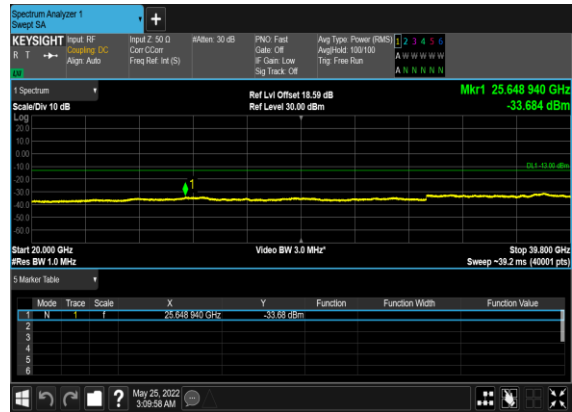 Spectrum Analyzer 1
Swept SA
+
KEYSIGHT Input: RF Input Z: 50 Ω #Atten: 30 dB PNO: Fast Avg Type: Power (RMS) 1 2 3 4 5 6
R T Coupling: DC Corr CCorr Gate: Off Avg|Hold: 100/100 A W W W W W
Align: Auto Freq Ref: Int (S) IF Gain: Low Trig: Free Run
LXI Sig Track: Off A N N N N N
1 Spectrum Ref Lvl Offset 18.59 dB Mkr1 25.648 940 GHz
Scale/Div 10 dB Ref Level 30.00 dBm -33.684 dBm
Log
20.0
10.0
0.00
-10.0 DL1 -13.00 dBm
-20.0
1
-30.0
-40.0
-50.0
-60.0
Start 20.000 GHz Video BW 3.0 MHz* Stop 39.800 GHz
#Res BW 1.0 MHz Sweep ~39.2 ms (40001 pts)
5 Marker Table
Mode Trace Scale X Y Function Function Width Function Value
1 N 1 f 25.648 940 GHz -33.68 dBm
2
3
4
5
6
? May 25, 2022
3:09:58 AM